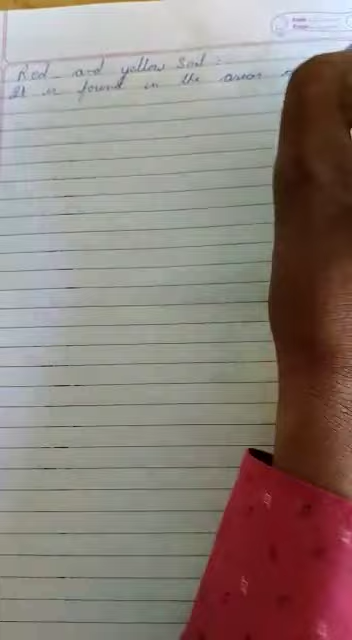 Red and yellow Soil :
It is found in the areas